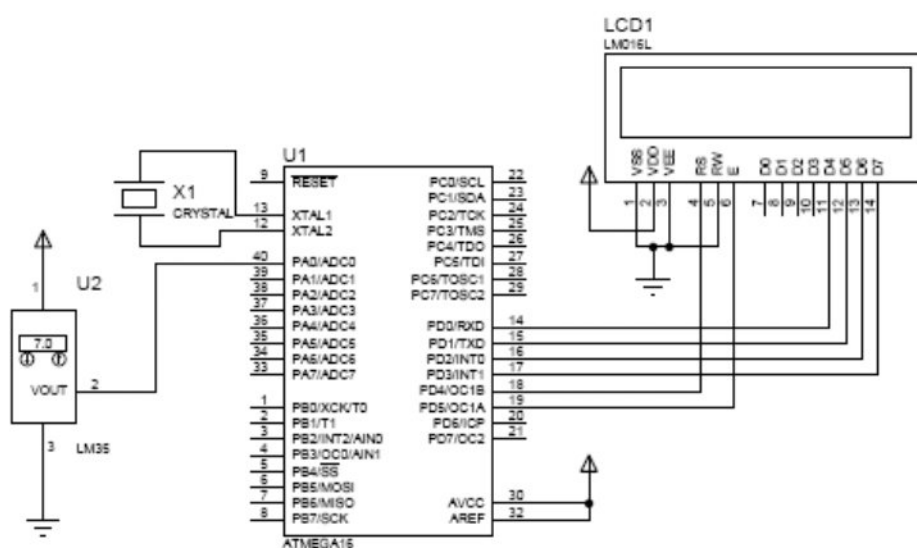 LCD1
LM016L
VSS
VDD
VEE
RS
RW
E
D0
D1
D2
D3
D4
D5
D6
D7
1
2
3
4
5
6
7
8
9
10
11
12
13
14
X1
CRYSTAL
U2
1
7.0
VOUT
2
3
LM35
U1
9 RESET
13 XTAL1
12 XTAL2
40 PA0/ADC0
39 PA1/ADC1
38 PA2/ADC2
37 PA3/ADC3
36 PA4/ADC4
35 PA5/ADC5
34 PA6/ADC6
33 PA7/ADC7
1 PB0/XCK/T0
2 PB1/T1
3 PB2/INT2/AIN0
4 PB3/OC0/AIN1
5 PB4/SS
6 PB5/MOSI
7 PB6/MISO
8 PB7/SCK
PC0/SCL 22
PC1/SDA 23
PC2/TCK 24
PC3/TMS 25
PC4/TDO 26
PC5/TDI 27
PC6/TOSC1 28
PC7/TOSC2 29
PD0/RXD 14
PD1/TXD 15
PD2/INT0 16
PD3/INT1 17
PD4/OC1B 18
PD5/OC1A 19
PD6/ICP 20
PD7/OC2 21
AVCC 30
AREF 32
ATMEGA16